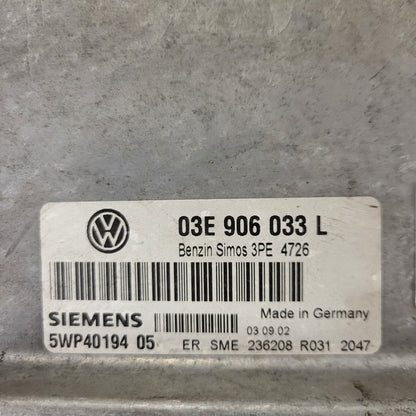 03E 906 033 L
Benzin Simos 3PE 4726
Made in Germany
SIEMENS
03.09.02
5WP40194 05 ER SME 236208 R031 2047